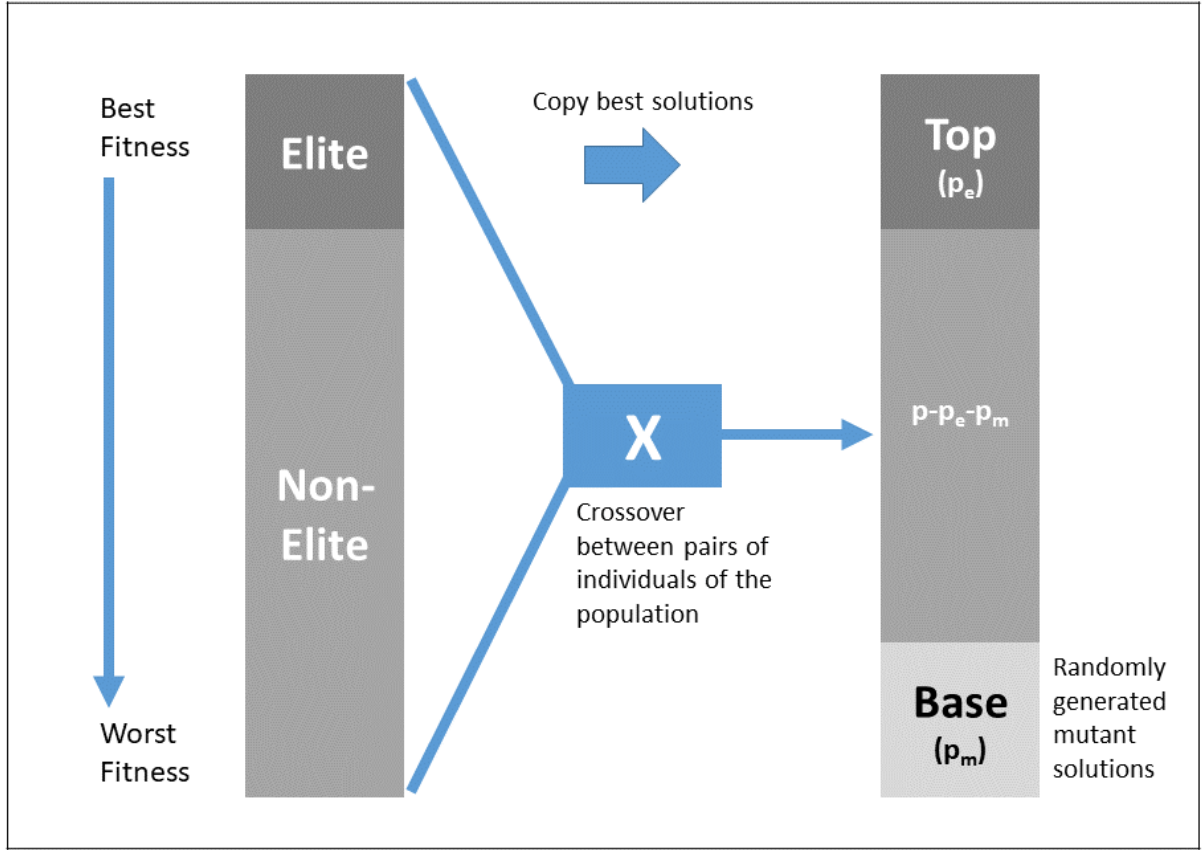 Best
Fitness
Worst
Fitness
Elite
Non-
Elite
Copy best solutions
X
Crossover
between pairs of
individuals of the
population
Top
(pe)
p-pe-pm
Base
(pm)
Randomly
generated
mutant
solutions